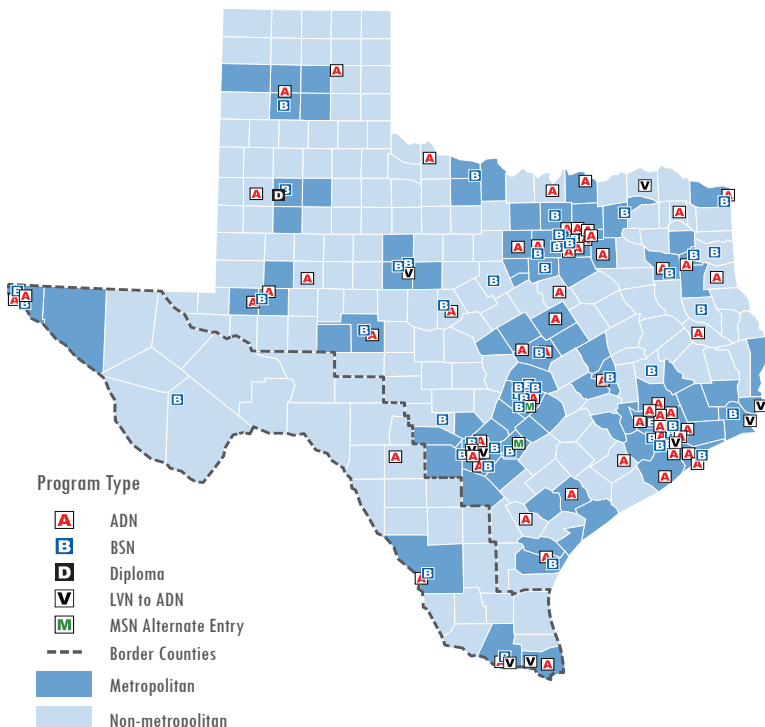 Program Type
A ADN
B BSN
D Diploma
V LVN to ADN
M MSN Alternate Entry
Border Counties
Metropolitan
Non-metropolitan